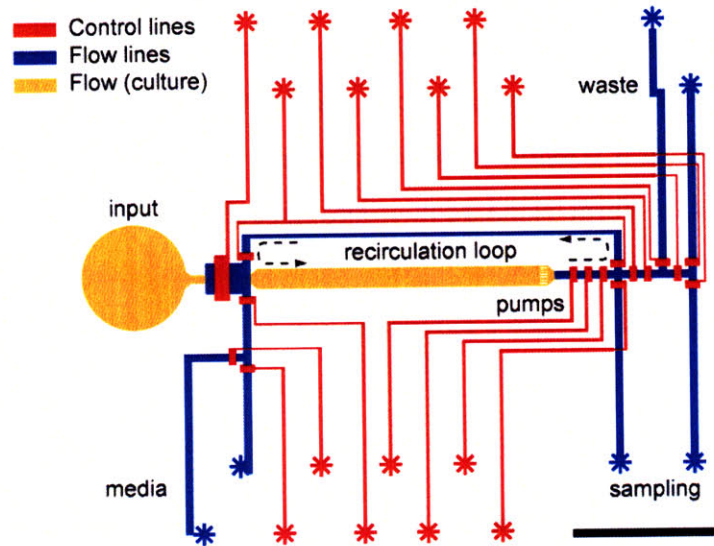 Control lines
Flow lines
Flow (culture)
waste
input
recirculation loop
pumps
media
sampling